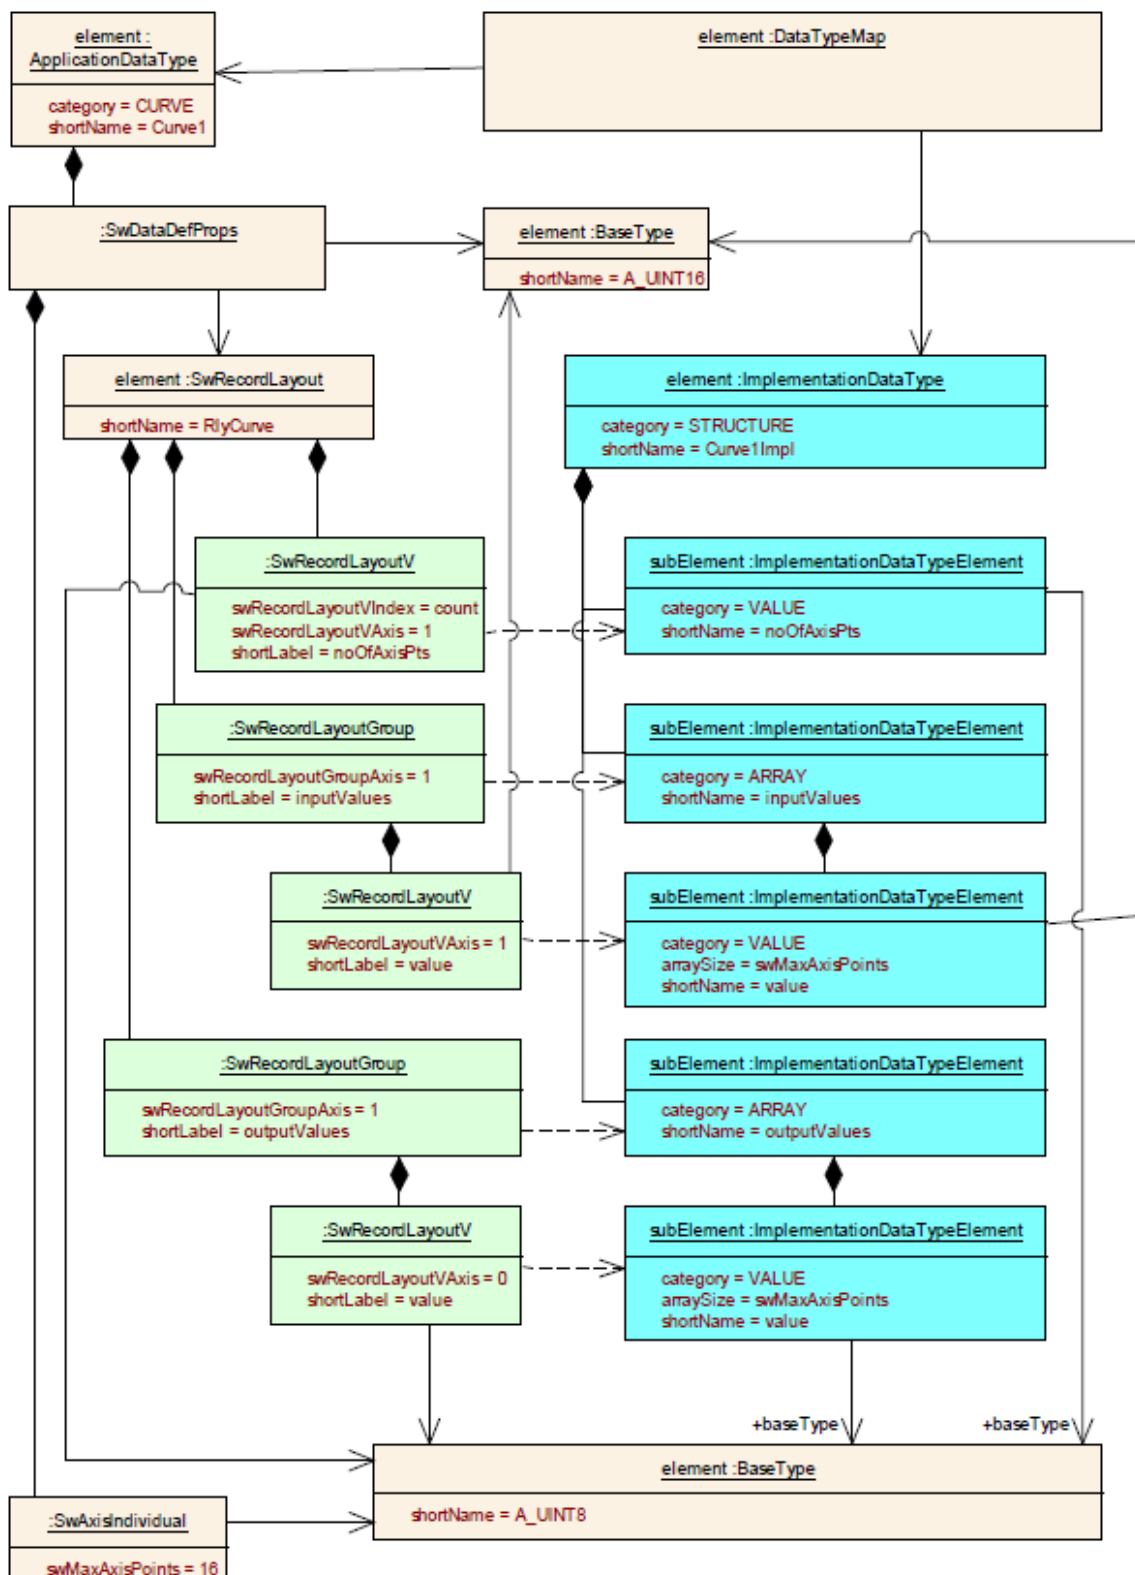 element :
ApplicationDataType
category = CURVE
shortName = Curve1
element :DataTypeMap
:SwDataDefProps
element :BaseType
shortName = A_UINT16
element :SwRecordLayout
shortName = RlyCurve
element :ImplementationDataType
category = STRUCTURE
shortName = Curve1Impl
:SwRecordLayoutV
swRecordLayoutVIndex = count
swRecordLayoutVAxis = 1
shortLabel = noOfAxisPts
subElement :ImplementationDataTypeElement
category = VALUE
shortName = noOfAxisPts
:SwRecordLayoutGroup
swRecordLayoutGroupAxis = 1
shortLabel = inputValues
subElement :ImplementationDataTypeElement
category = ARRAY
shortName = inputValues
:SwRecordLayoutV
swRecordLayoutVAxis = 1
shortLabel = value
subElement :ImplementationDataTypeElement
category = VALUE
arraySize = swMaxAxisPoints
shortName = value
:SwRecordLayoutGroup
swRecordLayoutGroupAxis = 1
shortLabel = outputValues
subElement :ImplementationDataTypeElement
category = ARRAY
shortName = outputValues
:SwRecordLayoutV
swRecordLayoutVAxis = 0
shortLabel = value
subElement :ImplementationDataTypeElement
category = VALUE
arraySize = swMaxAxisPoints
shortName = value
+baseType
+baseType
element :BaseType
shortName = A_UINT8
:SwAxisIndividual
swMaxAxisPoints = 16